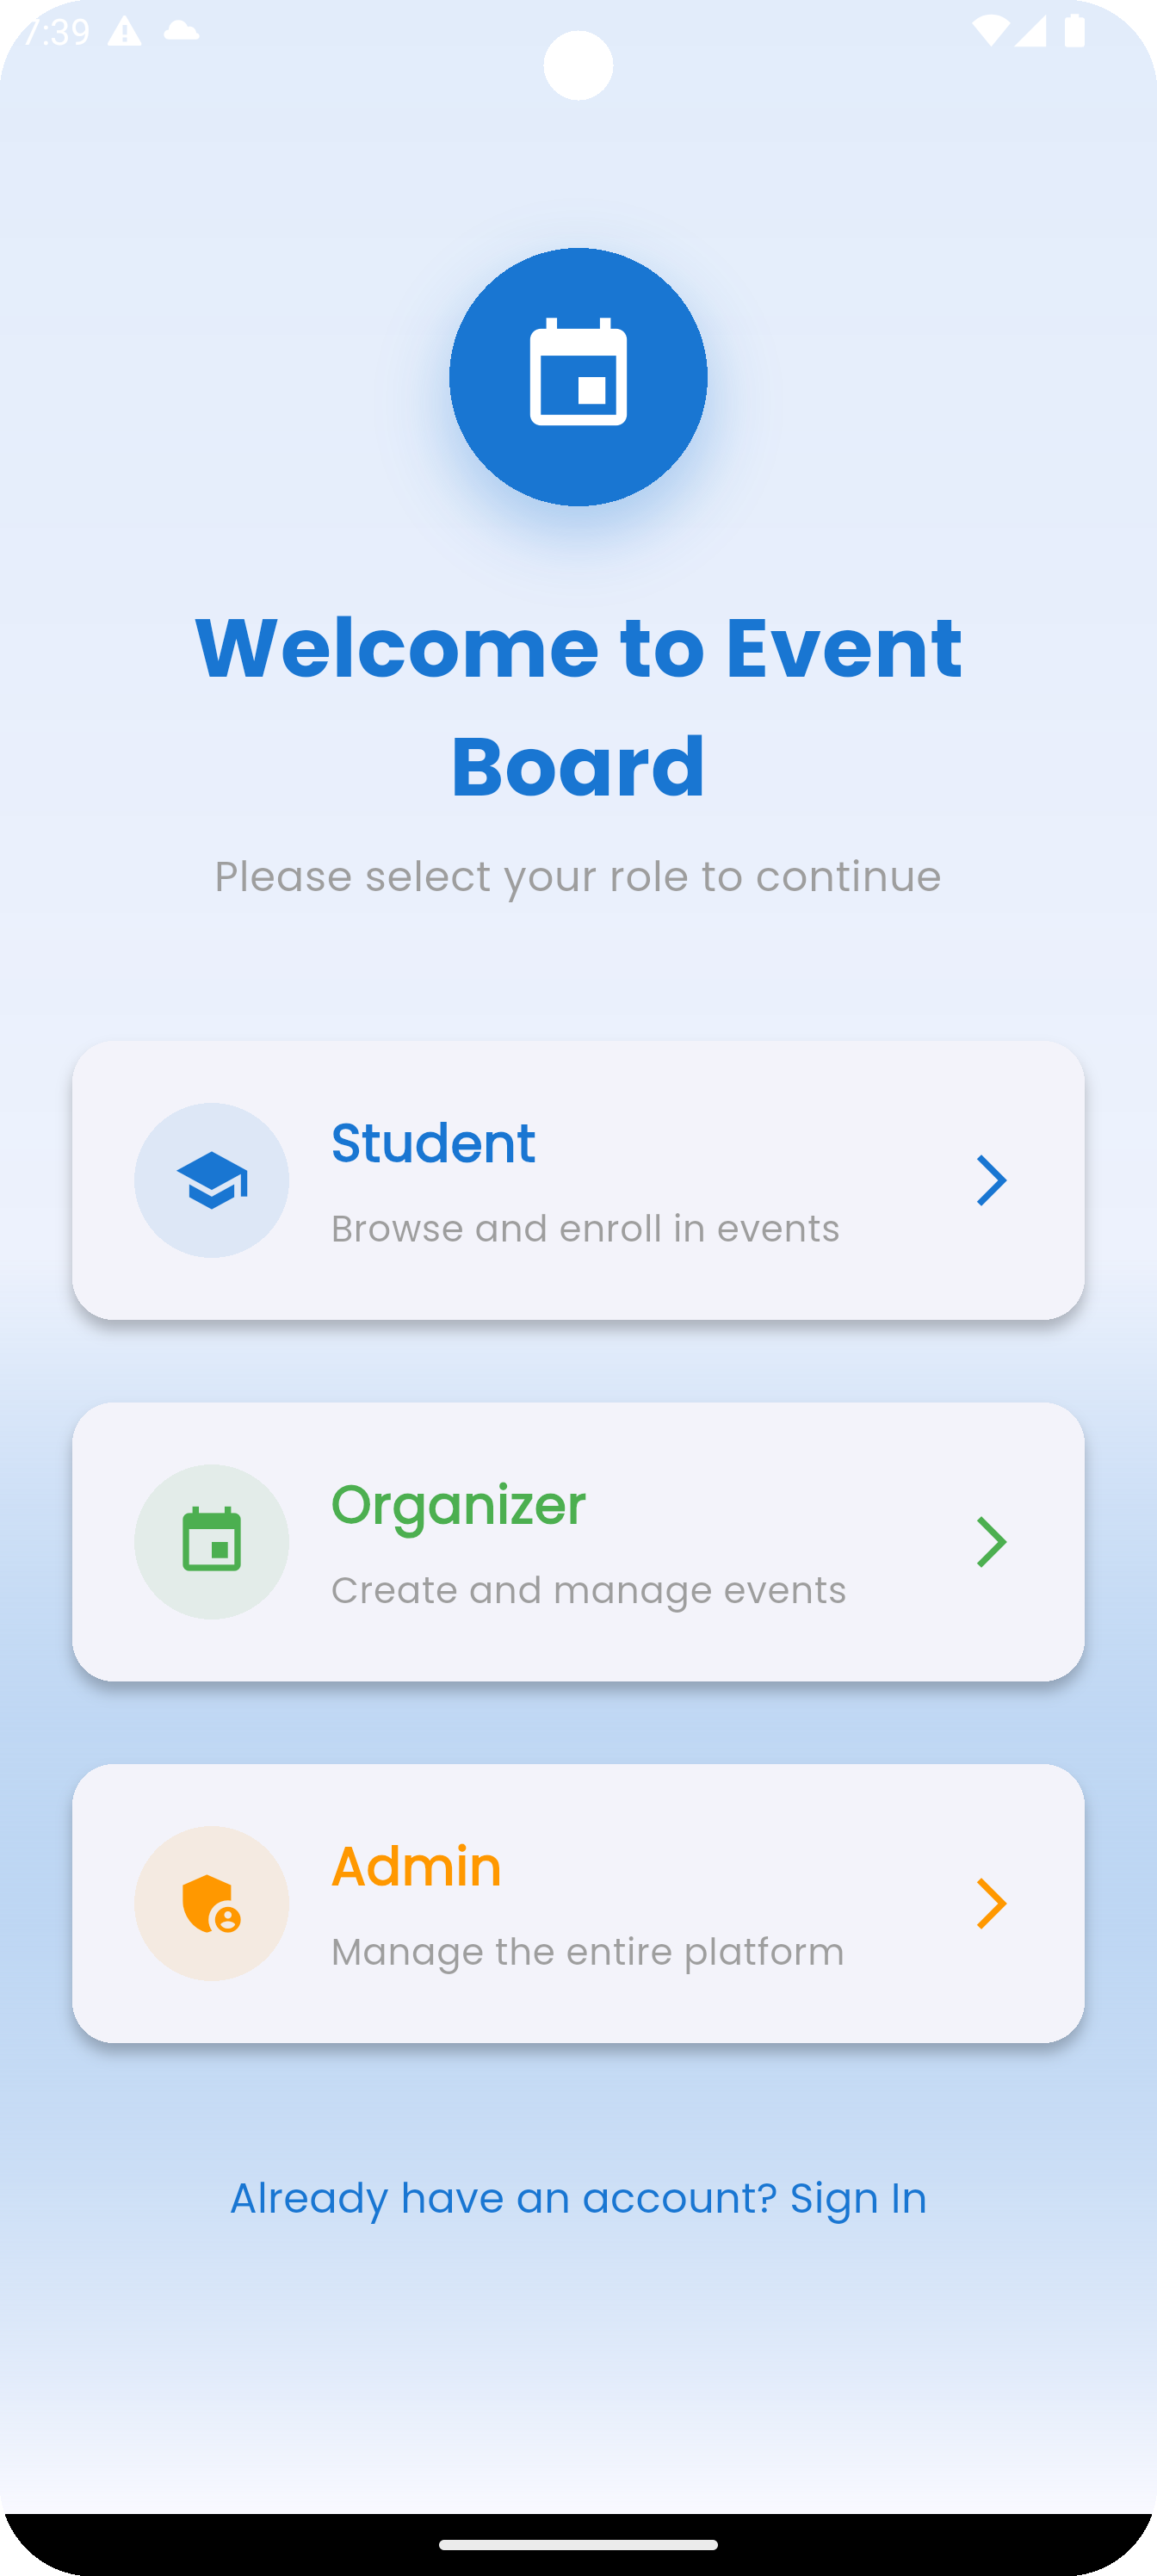 7:39
Welcome to Event
Board
Please select your role to continue
Student
Browse and enroll in events
Organizer
Create and manage events
Admin
Manage the entire platform
Already have an account? Sign In